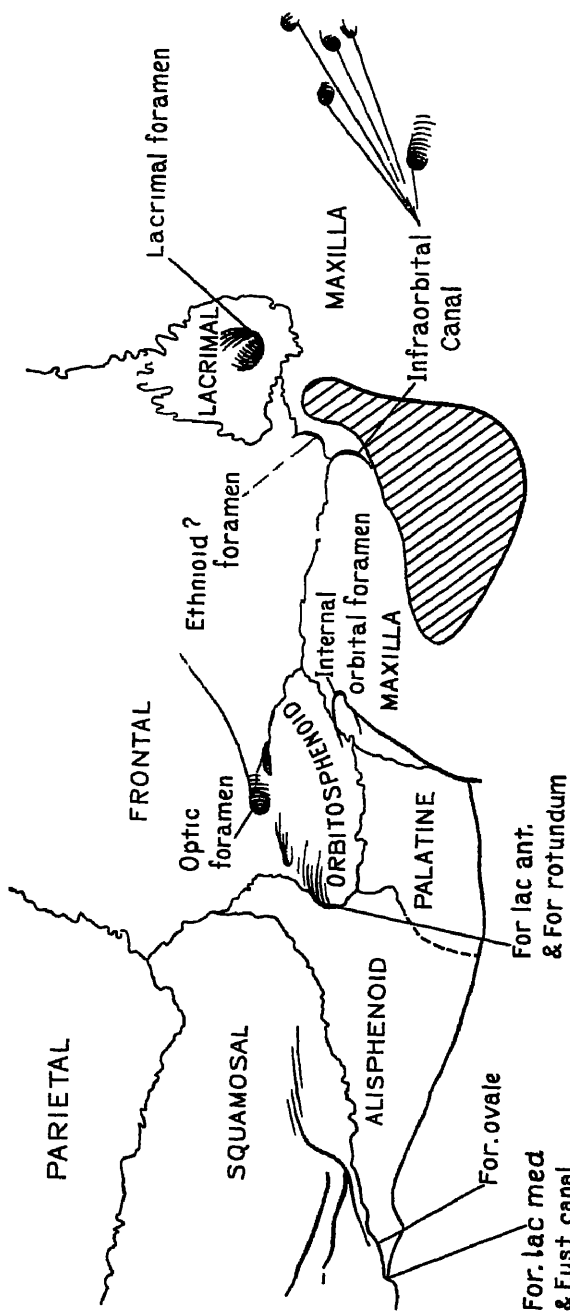 PARIETAL
FRONTAL
SQUAMOSAL
Optic
foramen
Ethnioid?
foramen
Lacrimal foramen
LACRIMAL
ORBITOSPHENOID
Internal
orbital foramen
MAXILLA
MAXILLA
ALISPHENOID
PALATINE
Infraorbital
Canal
For. ovale
For lac ant.
& For rotundum
For. lac med
& Eust canal